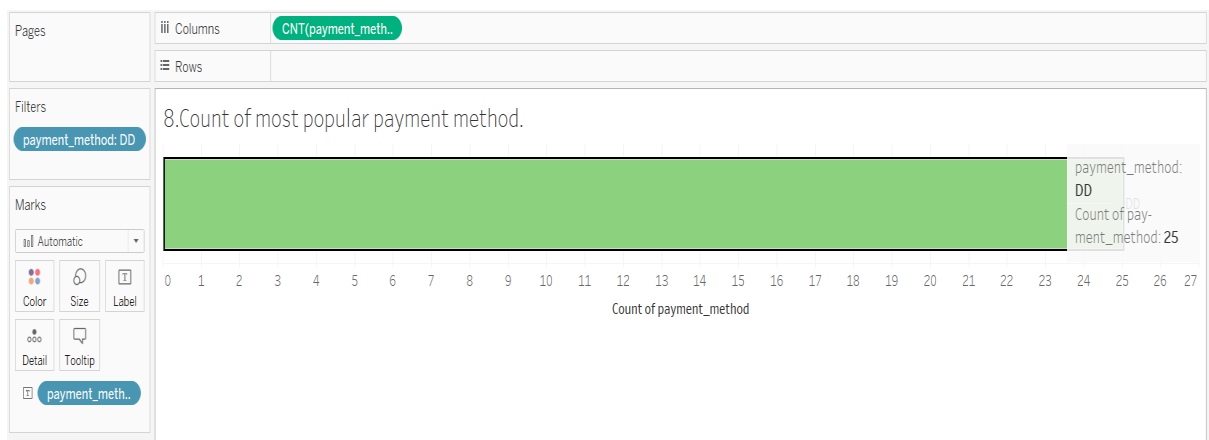 Pages
Columns
CNT(payment_meth..
Rows
Filters
payment_method: DD
8.Count of most popular payment method.
payment_method:
DD
DD
Count of pay-
ment_method: 25
0 1 2 3 4 5 6 7 8 9 10 11 12 13 14 15 16 17 18 19 20 21 22 23 24 25 26 27
Count of payment_method
Marks
Automatic
Color Size Label
T
Detail Tooltip
T payment_meth..